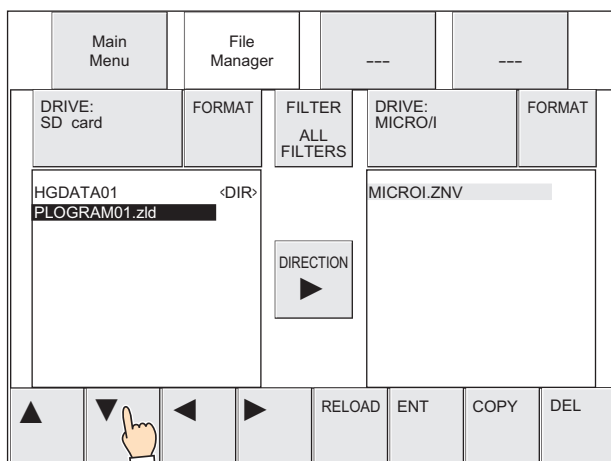 Main
Menu
File
Manager
---
---
DRIVE:
SD card
FORMAT
FILTER
ALL
FILTERS
DRIVE:
MICRO/I
FORMAT
HGDATA01 <DIR>
PLOGRAM01.zld
MICROI.ZNV
DIRECTION
▶
▲
▼
◀
▶
RELOAD
ENT
COPY
DEL